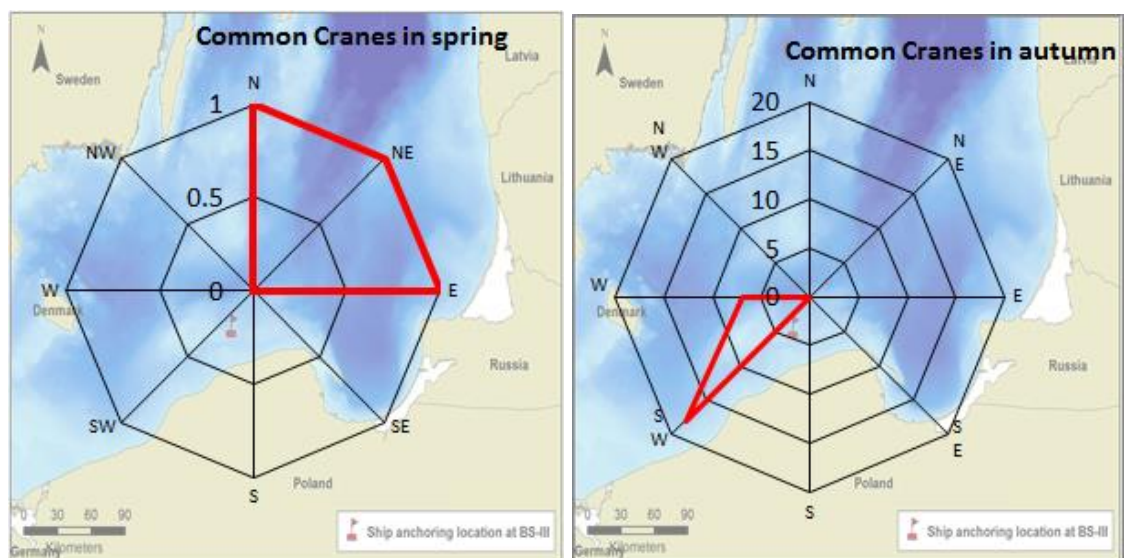 Common Cranes in spring
N
Sweden
Latvia
N
1
NW
NE
Lithuania
0.5
W
0
E
Denmark
Russia
SW
SE
Poland
S
0 30 60 90
Kilometers
Germany
Ship anchoring location at BS-III
Common Cranes in autumn
N
Sweden
Latvia
N
20
N
W
N
E
15
Lithuania
10
5
W
0
E
Denmark
Russia
S
W
S
E
Poland
S
0 30 60 90
Kilometers
Germany
Ship anchoring location at BS-III